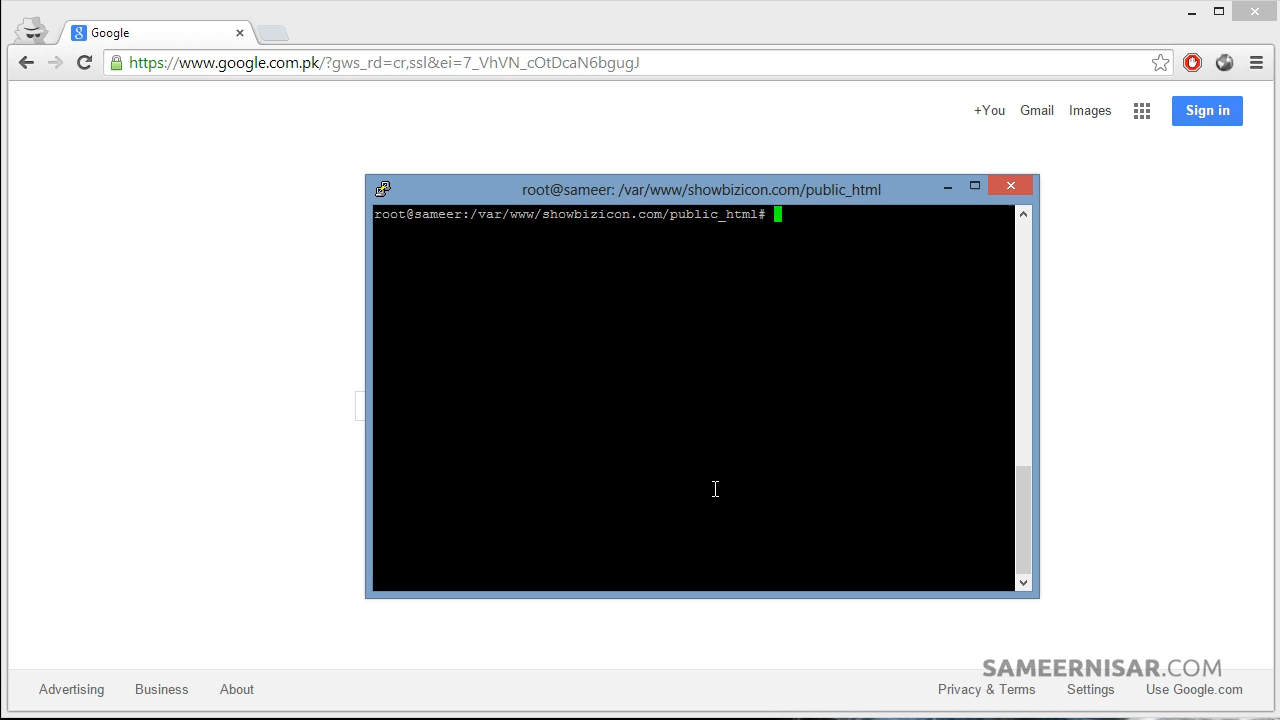 Google
https://www.google.com.pk/?gws_rd=cr,ssl&ei=7_VhVN_cOtDcaN6bgugJ
+You Gmail Images Sign in
root@sameer: /var/www/showbizicon.com/public_html
root@sameer:/var/www/showbizicon.com/public_html#
SAMEERNISAR.COM
Advertising Business About Privacy & Terms Settings Use Google.com